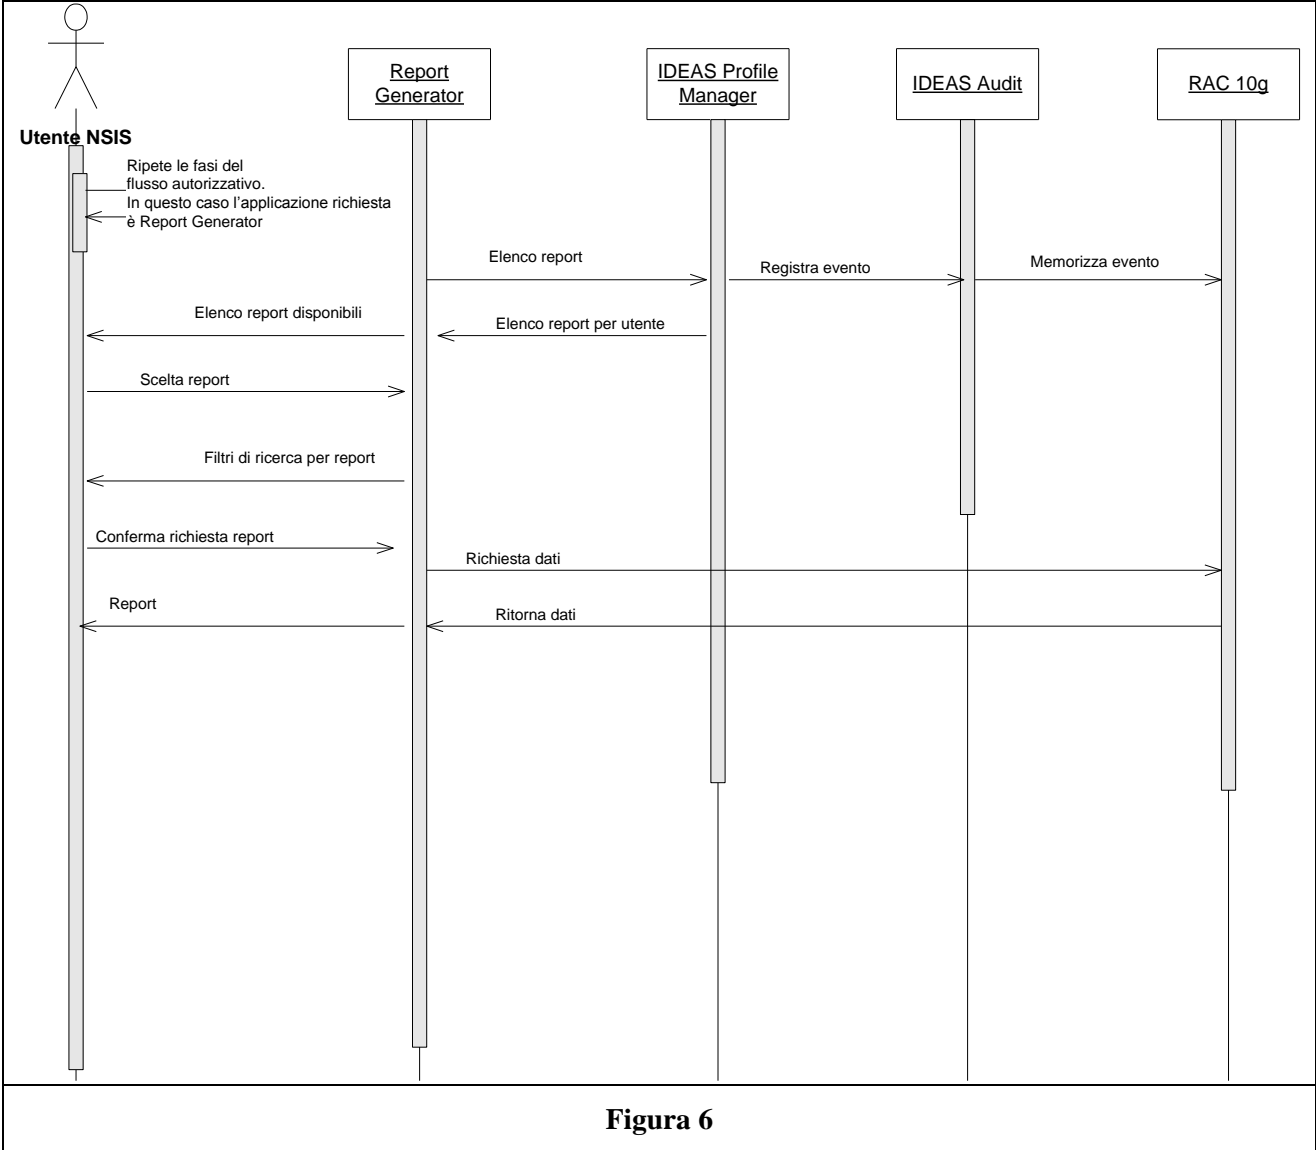 Report
Generator
IDEAS Profile
Manager
IDEAS Audit
RAC 10g
Utente NSIS
Ripete le fasi del
flusso autorizzativo.
In questo caso l'applicazione richiesta
è Report Generator
Elenco report
Registra evento
Memorizza evento
Elenco report disponibili
Elenco report per utente
Scelta report
Filtri di ricerca per report
Conferma richiesta report
Richiesta dati
Report
Ritorna dati
Figura 6